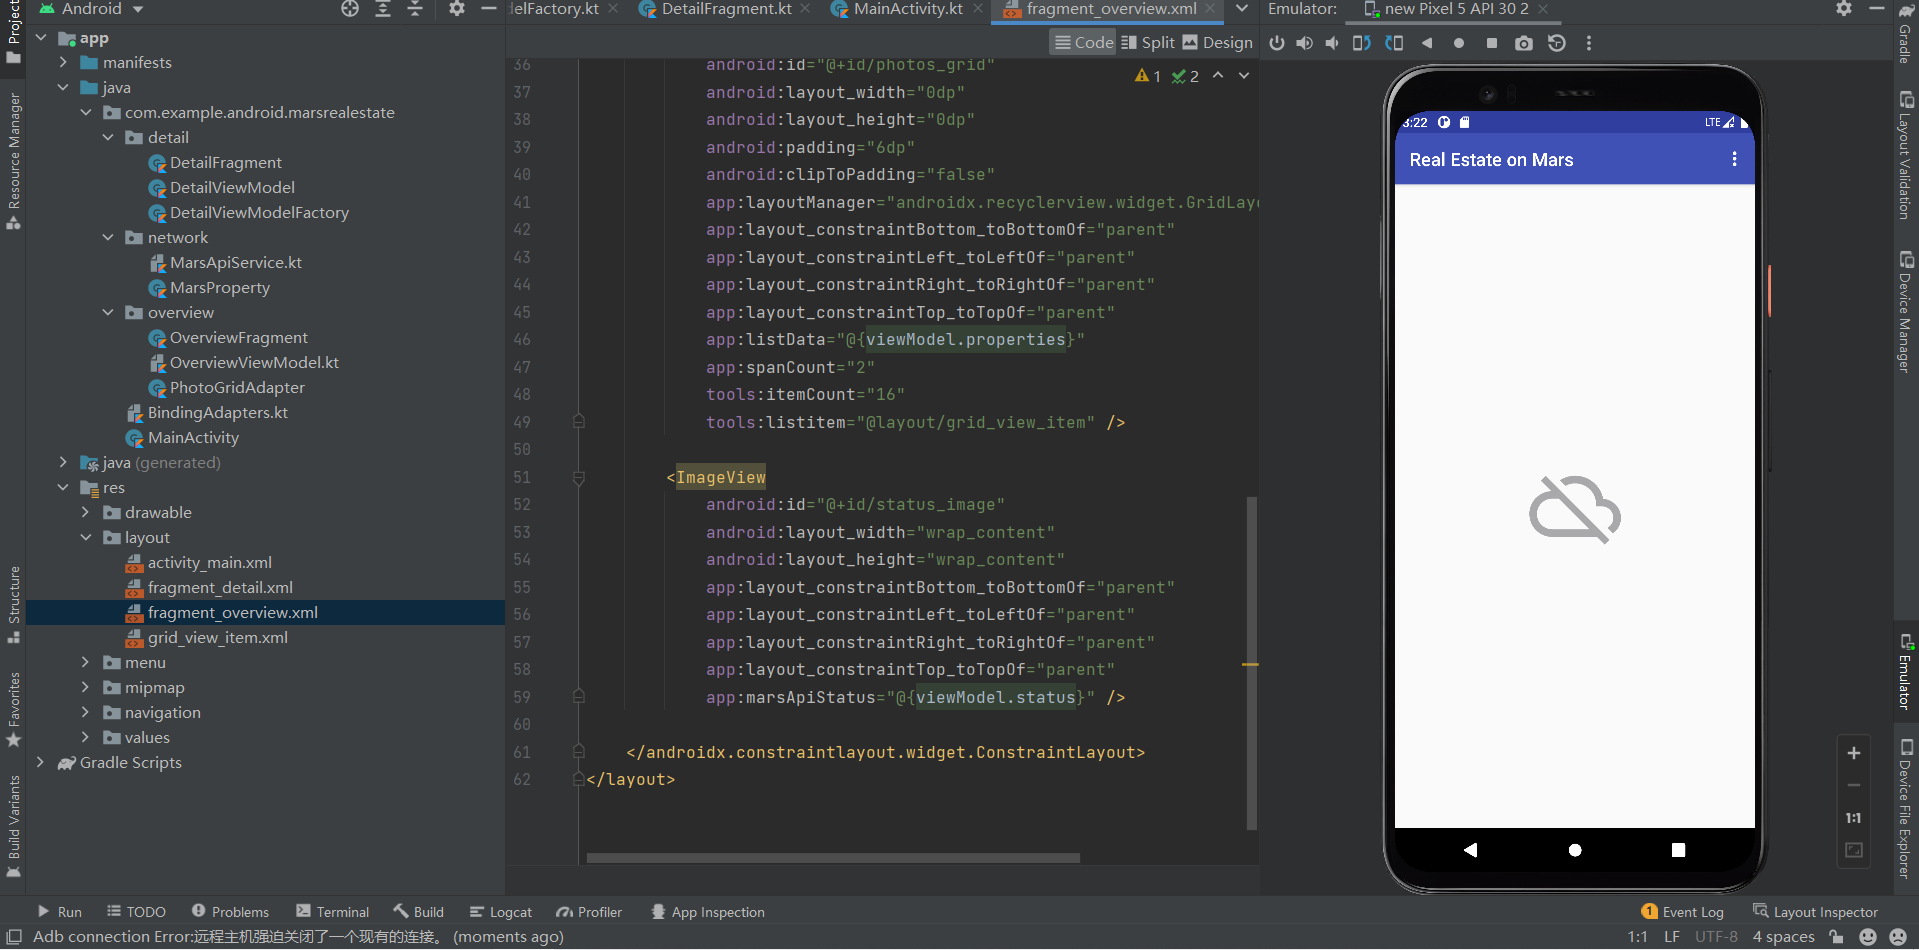 Android
elFactory.kt
DetailFragment.kt
MainActivity.kt
fragment_overview.xml
Emulator:
new Pixel 5 API 30 2
Code
Split
Design
Project
Resource Manager
Structure
Favorites
Build Variants
app
manifests
java
com.example.android.marsrealestate
detail
DetailFragment
DetailViewModel
DetailViewModelFactory
network
MarsApiService.kt
MarsProperty
overview
OverviewFragment
OverviewViewModel.kt
PhotoGridAdapter
BindingAdapters.kt
MainActivity
java (generated)
res
drawable
layout
activity_main.xml
fragment_detail.xml
fragment_overview.xml
grid_view_item.xml
menu
mipmap
navigation
values
Gradle Scripts
1 2
36 android:id="@+id/photos_grid"
37 android:layout_width="0dp"
38 android:layout_height="0dp"
39 android:padding="6dp"
40 android:clipToPadding="false"
41 app:layoutManager="androidx.recyclerview.widget.GridLayo
42 app:layout_constraintBottom_toBottomOf="parent"
43 app:layout_constraintLeft_toLeftOf="parent"
44 app:layout_constraintRight_toRightOf="parent"
45 app:layout_constraintTop_toTopOf="parent"
46 app:listData="@{viewModel.properties}"
47 app:spanCount="2"
48 tools:itemCount="16"
49 tools:listitem="@layout/grid_view_item" />
50
51 <ImageView
52 android:id="@+id/status_image"
53 android:layout_width="wrap_content"
54 android:layout_height="wrap_content"
55 app:layout_constraintBottom_toBottomOf="parent"
56 app:layout_constraintLeft_toLeftOf="parent"
57 app:layout_constraintRight_toRightOf="parent"
58 app:layout_constraintTop_toTopOf="parent"
59 app:marsApiStatus="@{viewModel.status}" />
60
61 </androidx.constraintlayout.widget.ConstraintLayout>
62 </layout>
3:22
LTE
Real Estate on Mars
1:1
Gradle
Layout Validation
Device Manager
Emulator
Device File Explorer
Run
TODO
Problems
Terminal
Build
Logcat
Profiler
App Inspection
1 Event Log
Layout Inspector
Adb connection Error:远程主机强迫关闭了一个现有的连接。 (moments ago)
1:1 LF UTF-8 4 spaces